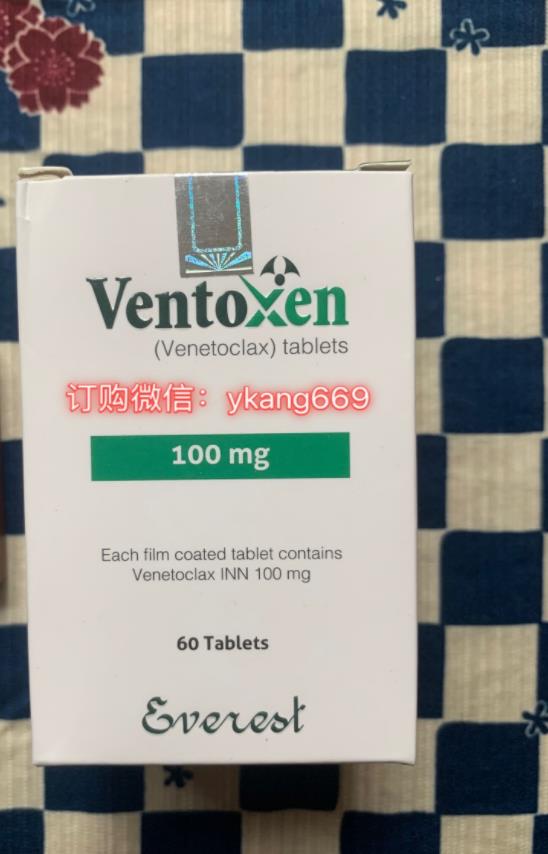 Ventoxen
(Venetoclax) tablets
订购微信：ykang669
100 mg
Each film coated tablet contains
Venetoclax INN 100 mg
60 Tablets
Everest